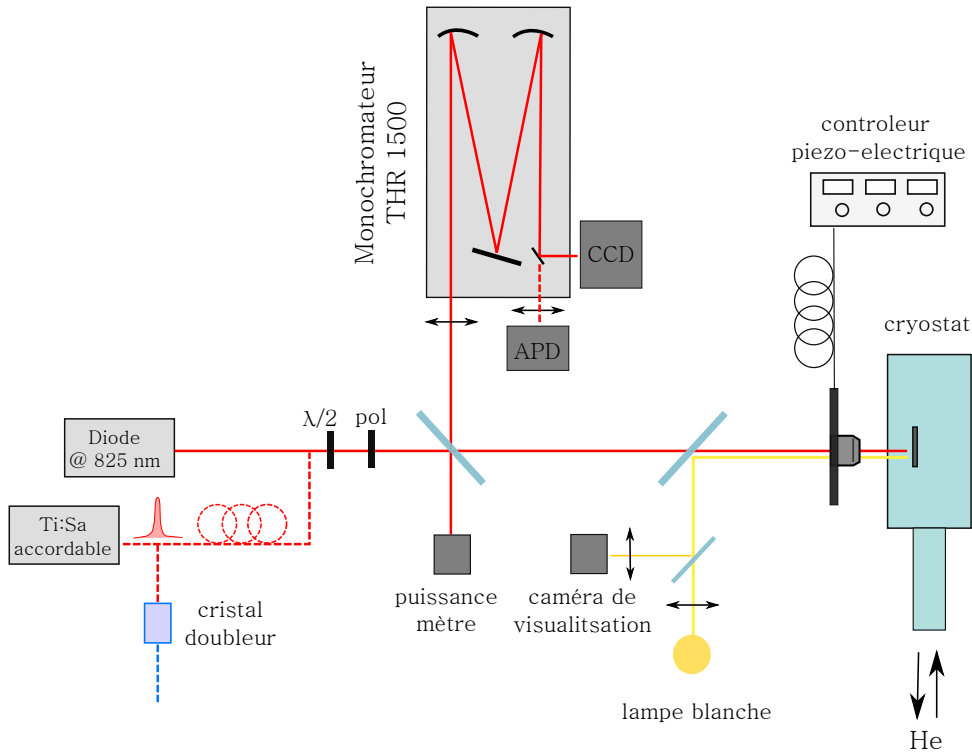 Monochromateur
THR 1500
CCD
APD
controleur
piezo-electrique
cryostat
λ/2
pol
Diode
@ 825 nm
Ti:Sa
accordable
cristal
doubleur
puissance
mètre
caméra de
visualitsation
lampe blanche
He